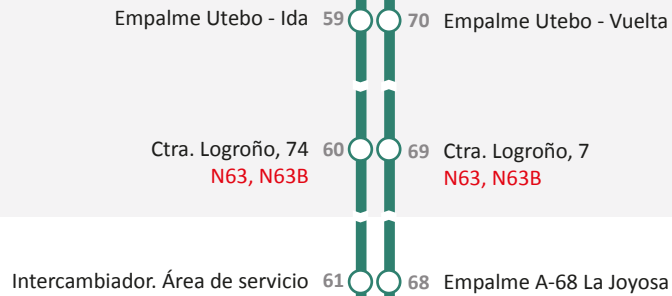 Empalme Utebo - Ida 59 70 Empalme Utebo - Vuelta
Ctra. Logroño, 74 60 69 Ctra. Logroño, 7
N63, N63B N63, N63B
Intercambiador. Área de servicio 61 68 Empalme A-68 La Joyosa